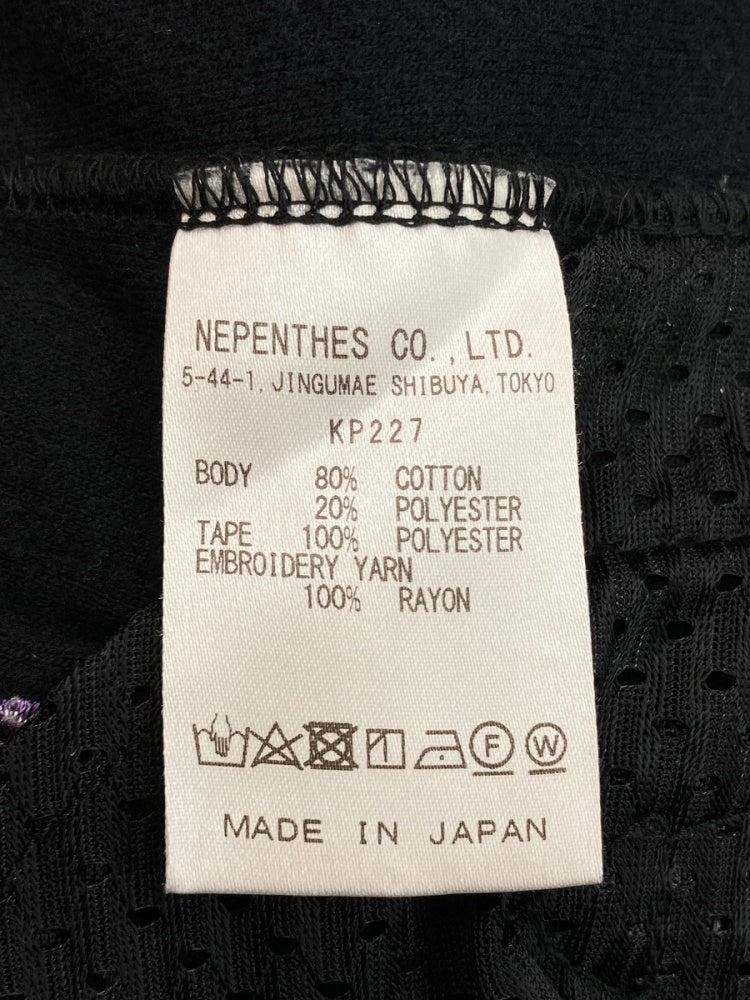 NEPENTHES CO.,LTD.
5-44-1, JINGUMAE SHIBUYA, TOKYO
KP227
BODY 80% COTTON
20% POLYESTER
TAPE 100% POLYESTER
EMBROIDERY YARN
100% RAYON
F W
MADE IN JAPAN